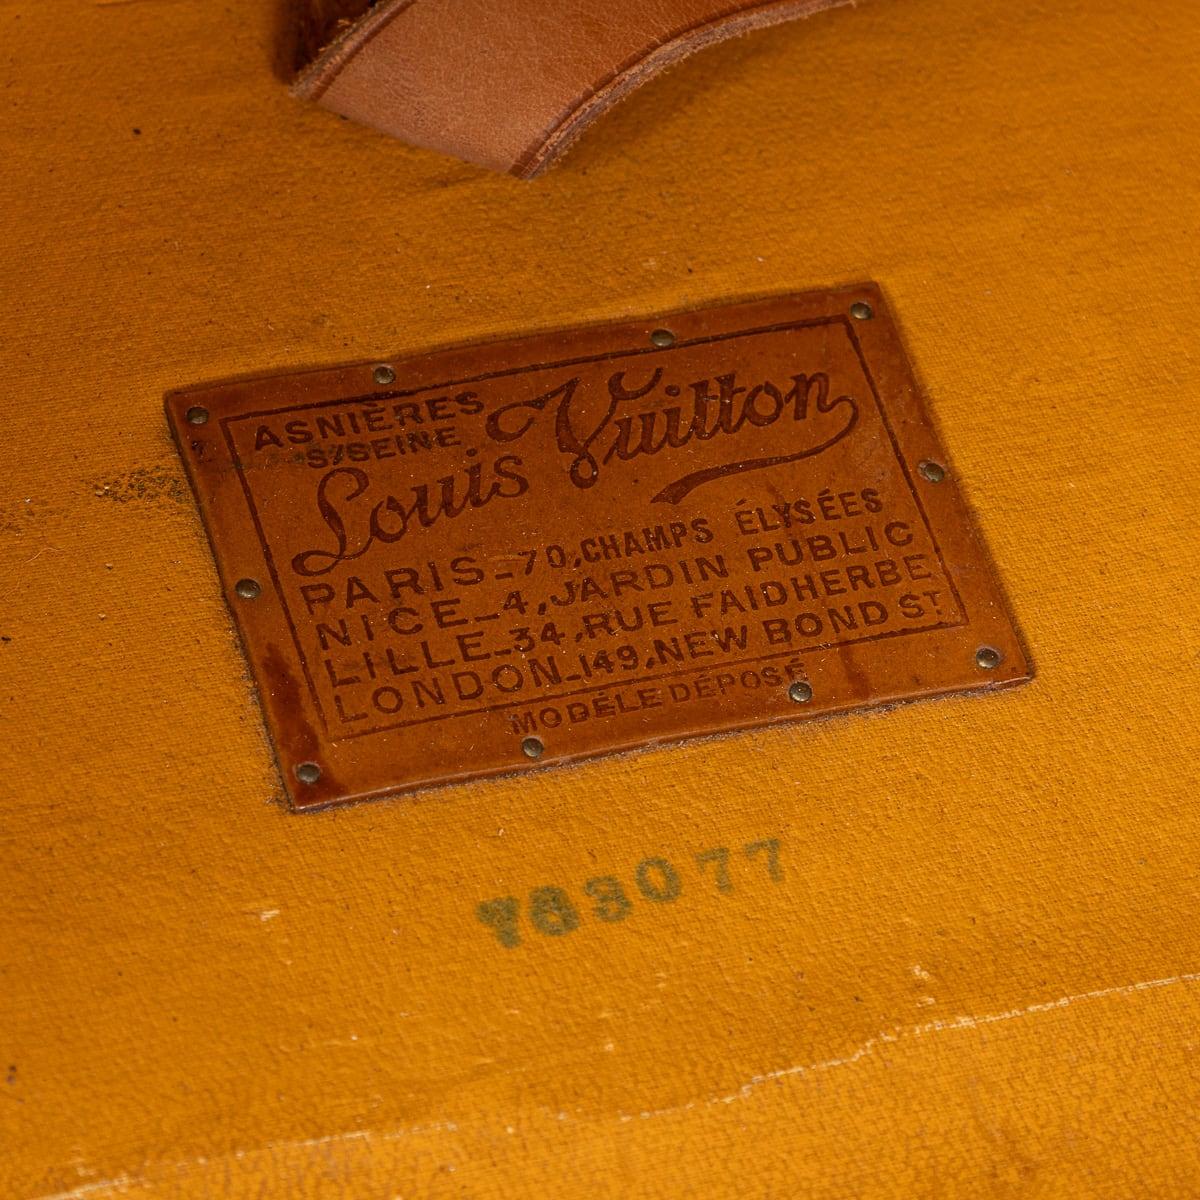 ASNIÈRES
S/SEINE
Louis Vuitton
PARIS_70,CHAMPS ÉLYSÉES
NICE_4,JARDIN PUBLIC
LILLE_34,RUE FAIDHERBE
LONDON_149,NEW BOND ST
MODÈLE DÉPOSÉ
783077